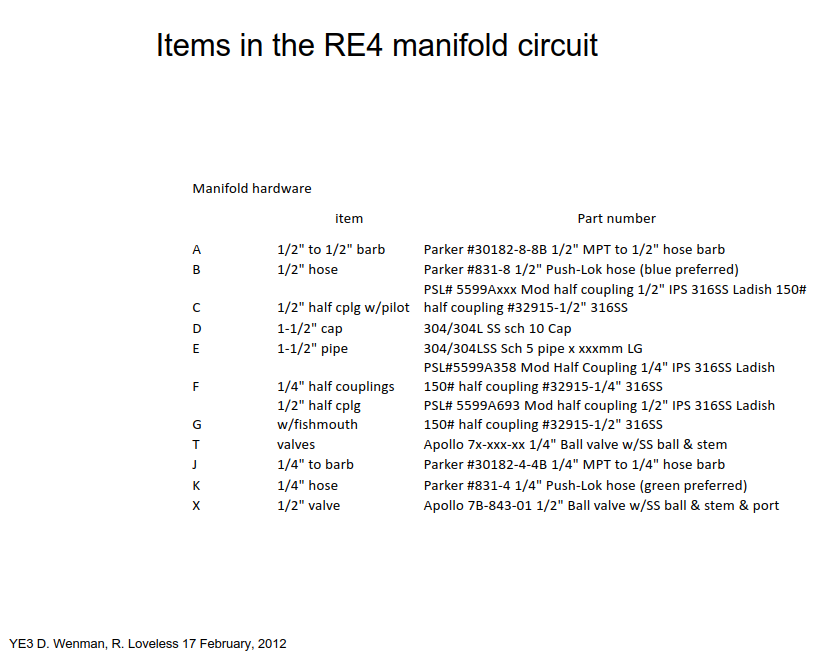 Items in the RE4 manifold circuit
Manifold hardware
item Part number
A 1/2" to 1/2" barb Parker #30182-8-8B 1/2" MPT to 1/2" hose barb
B 1/2" hose Parker #831-8 1/2" Push-Lok hose (blue preferred)
PSL# 5599Axxx Mod half coupling 1/2" IPS 316SS Ladish 150#
C 1/2" half cplg w/pilot half coupling #32915-1/2" 316SS
D 1-1/2" cap 304/304L SS sch 10 Cap
E 1-1/2" pipe 304/304LSS Sch 5 pipe x xxxmm LG
PSL#5599A358 Mod Half Coupling 1/4" IPS 316SS Ladish
F 1/4" half couplings 150# half coupling #32915-1/4" 316SS
1/2" half cplg PSL# 5599A693 Mod half coupling 1/2" IPS 316SS Ladish
G w/fishmouth 150# half coupling #32915-1/2" 316SS
T valves Apollo 7x-xxx-xx 1/4" Ball valve w/SS ball & stem
J 1/4" to barb Parker #30182-4-4B 1/4" MPT to 1/4" hose barb
K 1/4" hose Parker #831-4 1/4" Push-Lok hose (green preferred)
X 1/2" valve Apollo 7B-843-01 1/2" Ball valve w/SS ball & stem & port
YE3 D. Wenman, R. Loveless 17 February, 2012